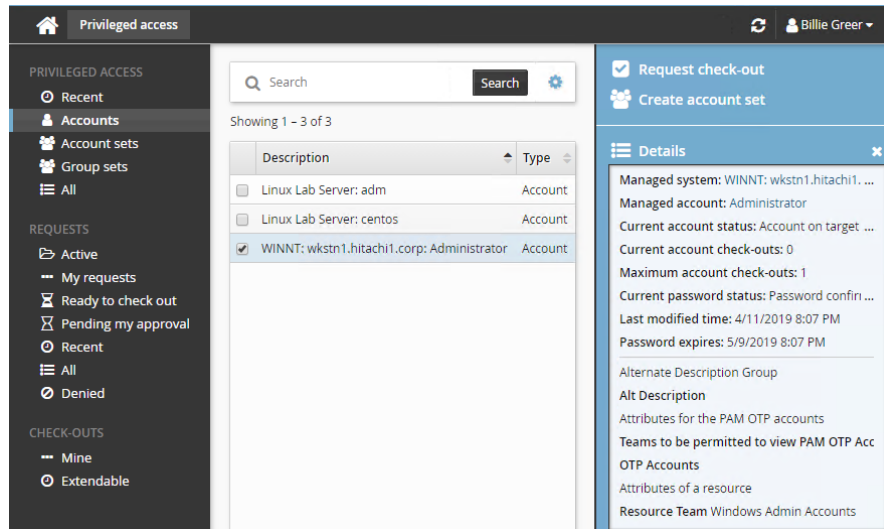 Privileged access
Billie Greer
PRIVILEGED ACCESS
Recent
Accounts
Account sets
Group sets
All
REQUESTS
Active
My requests
Ready to check out
Pending my approval
Recent
All
Denied
CHECK-OUTS
Mine
Extendable
Search Search
Showing 1 – 3 of 3
Description Type
Linux Lab Server: adm Account
Linux Lab Server: centos Account
WINNT: wkstn1.hitachi1.corp: Administrator Account
Request check-out
Create account set
Details
Managed system: WINNT: wkstn1.hitachi1. ...
Managed account: Administrator
Current account status: Account on target ...
Current account check-outs: 0
Maximum account check-outs: 1
Current password status: Password confirı ...
Last modified time: 4/11/2019 8:07 PM
Password expires: 5/9/2019 8:07 PM
Alternate Description Group
Alt Description
Attributes for the PAM OTP accounts
Teams to be permitted to view PAM OTP Acc
OTP Accounts
Attributes of a resource
Resource Team Windows Admin Accounts